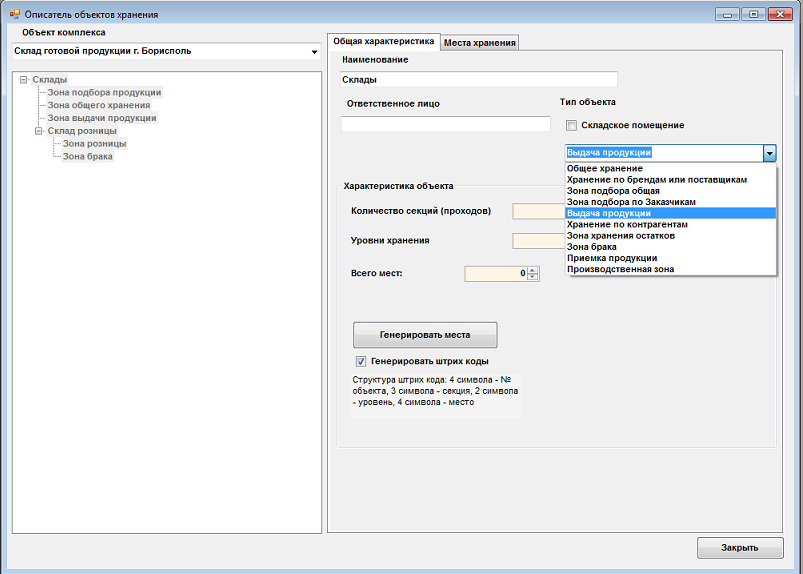 Описатель объектов хранения
Объект комплекса
Склад готовой продукции г. Борисполь
Склады
Зона подбора продукции
Зона общего хранения
Зона выдачи продукции
Склад розницы
Зона розницы
Зона брака
Общая характеристика
Места хранения
Наименование
Склады
Ответственное лицо
Тип объекта
Складское помещение
Выдача продукции
Общее хранение
Хранение по брендам или поставщикам
Зона подбора общая
Зона подбора по Заказчикам
Выдача продукции
Хранение по контрагентам
Зона хранения остатков
Зона брака
Приемка продукции
Производственная зона
Характеристика объекта
Количество секций (проходов)
Уровни хранения
Всего мест:
0
Генерировать места
Генерировать штрих коды
Структура штрих кода: 4 символа - №
объекта, 3 символа - секция, 2 символа
- уровень, 4 символа - место
Закрыть